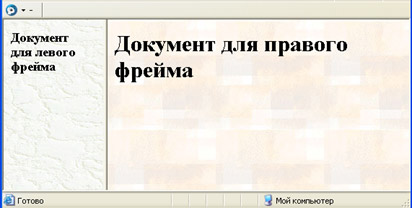 Документ
для левого
фрейма
Документ для правого
фрейма
Готово
Мой компьютер